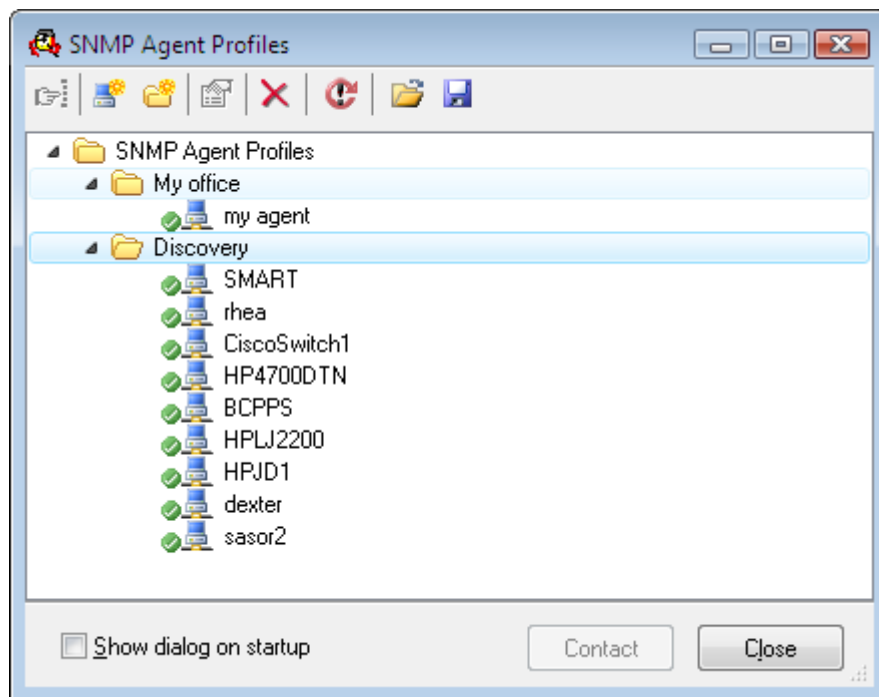 SNMP Agent Profiles
SNMP Agent Profiles
My office
my agent
Discovery
SMART
rhea
CiscoSwitch1
HP4700DTN
BCPPS
HPLJ2200
HPJD1
dexter
sasor2
Show dialog on startup
Contact
Close